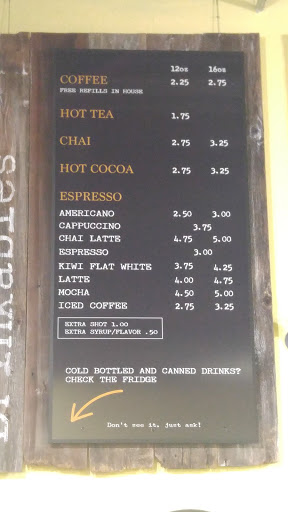 12oz 16oz
COFFEE 2.25 2.75
FREE REFILLS IN HOUSE
HOT TEA 1.75
CHAI 2.75 3.25
HOT COCOA 2.75 3.25
ESPRESSO
AMERICANO 2.50 3.00
CAPPUCCINO 3.75
CHAI LATTE 4.75 5.00
ESPRESSO 3.00
KIWI FLAT WHITE 3.75 4.25
LATTE 4.00 4.75
MOCHA 4.50 5.00
ICED COFFEE 2.75 3.25
EXTRA SHOT 1.00
EXTRA SYRUP/FLAVOR .50
COLD BOTTLED AND CANNED DRINKS?
CHECK THE FRIDGE
Don't see it, just ask!